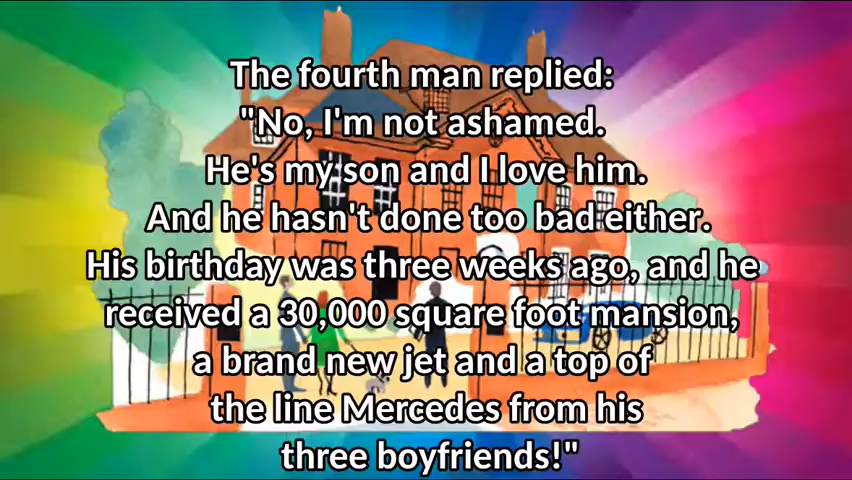 The fourth man replied:
"No, I'm not ashamed.
He's my son and I love him.
And he hasn't done too bad either.
His birthday was three weeks ago, and he
received a 30,000 square foot mansion,
a brand new jet and a top of
the line Mercedes from his
three boyfriends!"